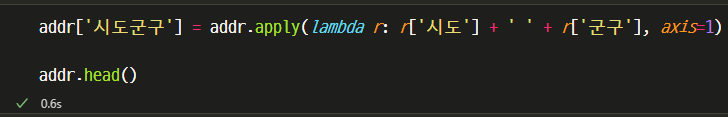 addr['시도군구'] = addr.apply(lambda r: r['시도'] + ' ' + r['군구'], axis=1)
addr.head()
0.6s